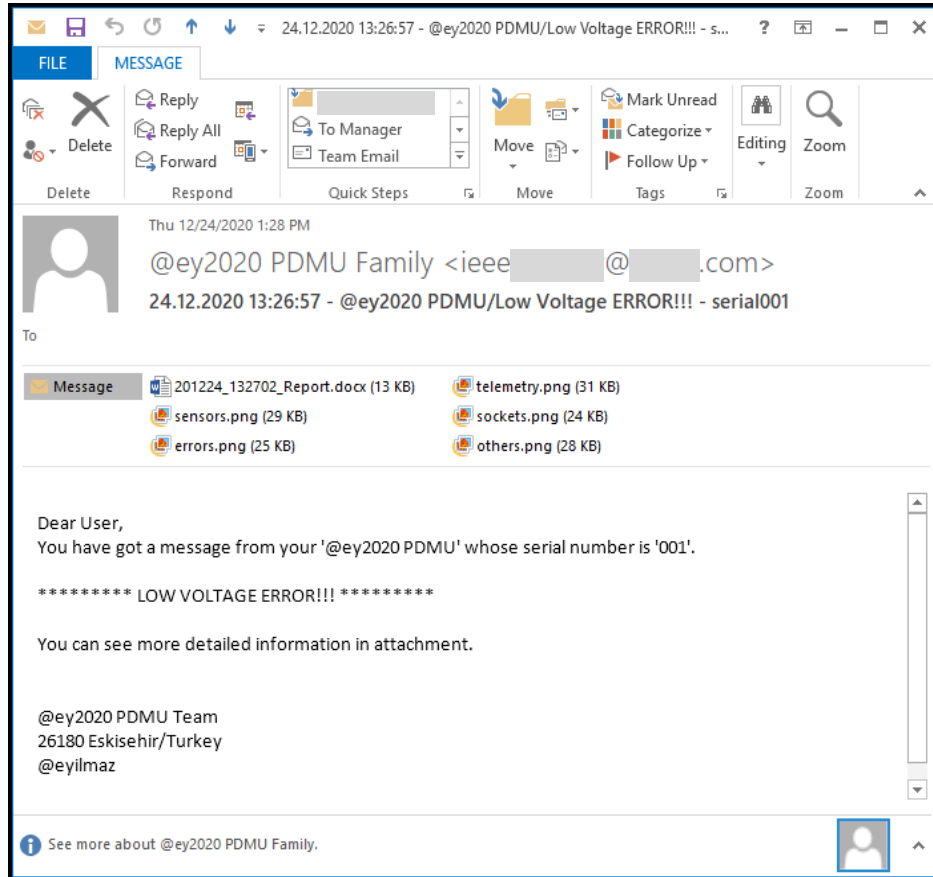 24.12.2020 13:26:57 - @ey2020 PDMU/Low Voltage ERROR!!! - s... ?
FILE MESSAGE
Delete
Reply
Reply All
Forward
To Manager
Team Email
Move
Mark Unread
Categorize
Follow Up
Editing
Zoom
Delete Respond Quick Steps Move Tags Zoom
Thu 12/24/2020 1:28 PM
@ey2020 PDMU Family <ieee @ .com>
24.12.2020 13:26:57 - @ey2020 PDMU/Low Voltage ERROR!!! - serial001
To
Message 201224_132702_Report.docx (13 KB) telemetry.png (31 KB)
sensors.png (29 KB) sockets.png (24 KB)
errors.png (25 KB) others.png (28 KB)
Dear User,
You have got a message from your '@ey2020 PDMU' whose serial number is '001'.
********* LOW VOLTAGE ERROR!!! *********
You can see more detailed information in attachment.
@ey2020 PDMU Team
26180 Eskisehir/Turkey
@eyilmaz
See more about @ey2020 PDMU Family.